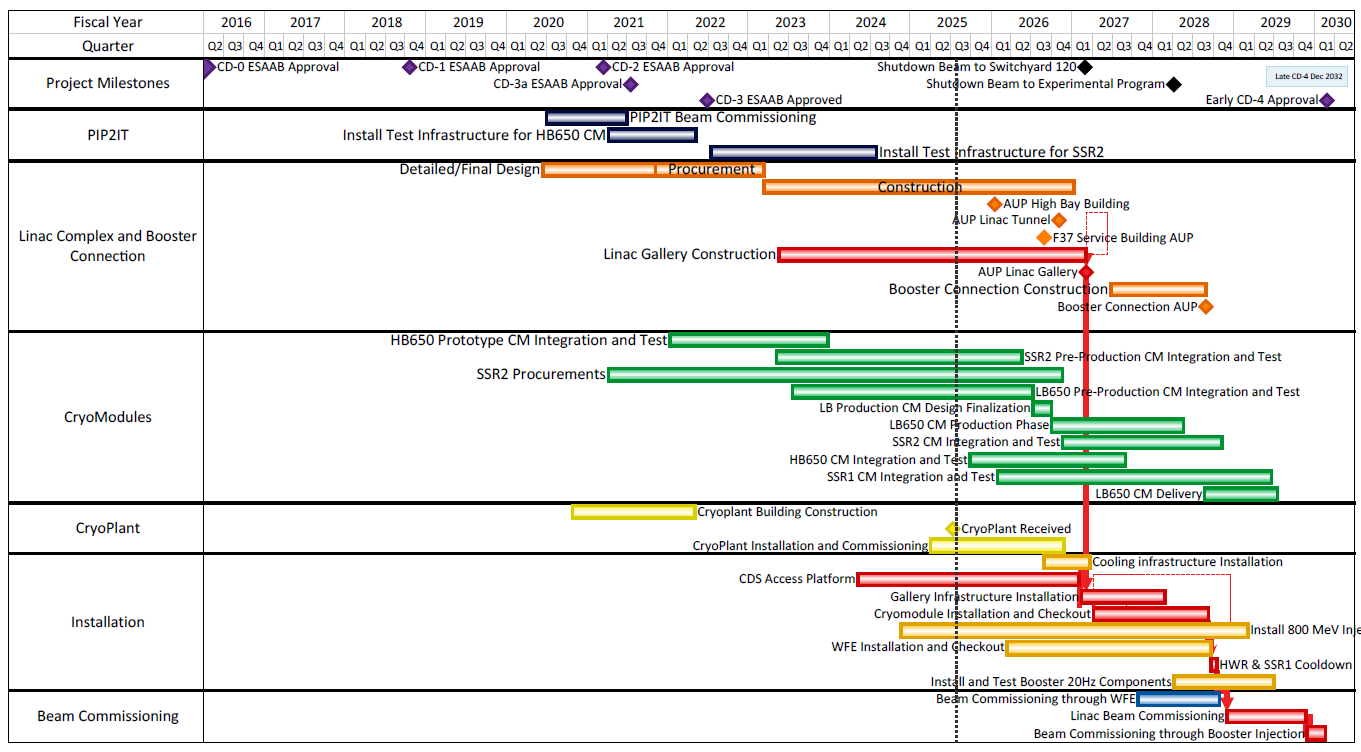 Fiscal Year 2016 2017 2018 2019 2020 2021 2022 2023 2024 2025 2026 2027 2028 2029 2030
Quarter Q2 Q3 Q4 Q1 Q2 Q3 Q4 Q1 Q2 Q3 Q4 Q1 Q2 Q3 Q4 Q1 Q2 Q3 Q4 Q1 Q2 Q3 Q4 Q1 Q2 Q3 Q4 Q1 Q2 Q3 Q4 Q1 Q2 Q3 Q4 Q1 Q2 Q3 Q4 Q1 Q2 Q3 Q4 Q1 Q2 Q3 Q4 Q1 Q2 Q3 Q4 Q1 Q2 Q3 Q4 Q1 Q2
Project Milestones
CD-0 ESAAB Approval CD-1 ESAAB Approval CD-2 ESAAB Approval Shutdown Beam to Switchyard 120
Late CD-4 Dec 2032
CD-3a ESAAB Approval Shutdown Beam to Experimental Program
CD-3 ESAAB Approved Early CD-4 Approval
PIP2IT
PIP2IT Beam Commissioning
Install Test Infrastructure for HB650 CM
Install Test Infrastructure for SSR2
Linac Complex and Booster
Connection
Detailed/Final Design Procurement
Construction
AUP High Bay Building
AUP Linac Tunnel
F37 Service Building AUP
Linac Gallery Construction
AUP Linac Gallery
Booster Connection Construction
Booster Connection AUP
CryoModules
HB650 Prototype CM Integration and Test
SSR2 Pre-Production CM Integration and Test
SSR2 Procurements
LB650 Pre-Production CM Integration and Test
LB Production CM Design Finalization
LB650 CM Production Phase
SSR2 CM Integration and Test
HB650 CM Integration and Test
SSR1 CM Integration and Test
LB650 CM Delivery
CryoPlant
Cryoplant Building Construction
CryoPlant Received
CryoPlant Installation and Commissioning
Installation
Cooling infrastructure Installation
CDS Access Platform
Gallery Infrastructure Installation
Cryomodule Installation and Checkout
Install 800 MeV Inje
WFE Installation and Checkout
HWR & SSR1 Cooldown
Install and Test Booster 20Hz Components
Beam Commissioning
Beam Commissioning through WFE
Linac Beam Commissioning
Beam Commissioning through Booster Injection